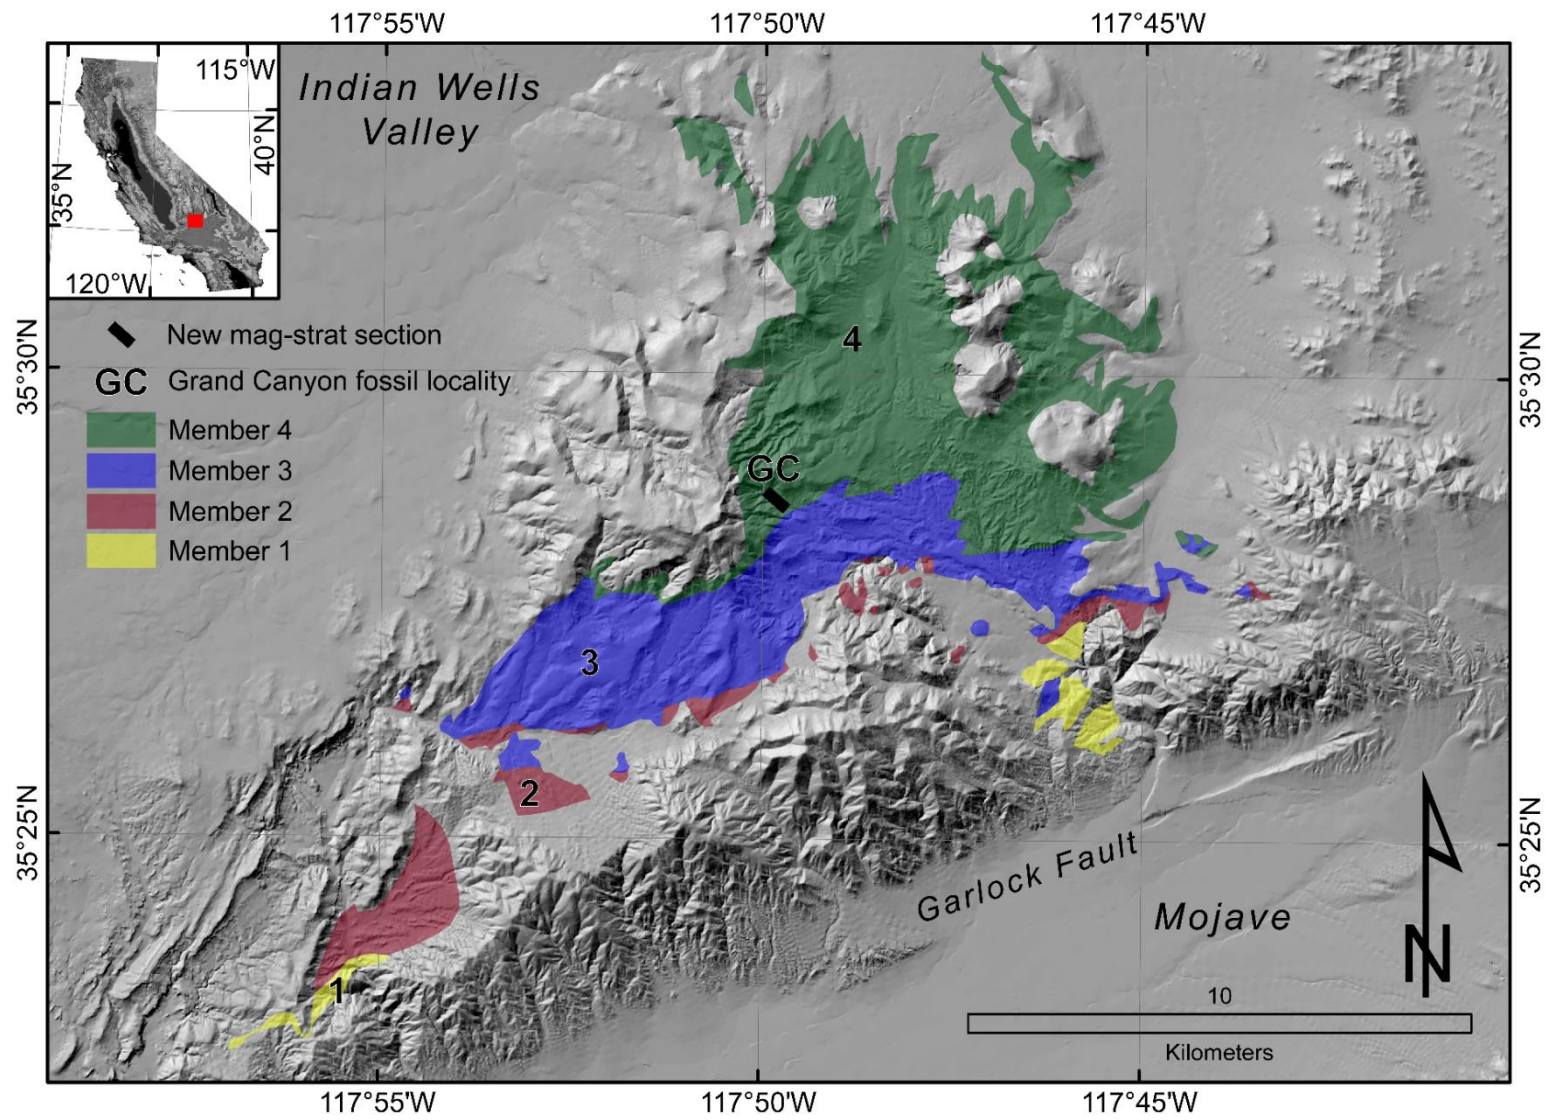 117°55'W
117°50'W
117°45'W
115°W
40°N
35°N
120°W
Indian Wells
Valley
New mag-strat section
GC Grand Canyon fossil locality
Member 4
Member 3
Member 2
Member 1
35°30'N
35°30'N
4
GC
3
2
1
35°25'N
35°25'N
Garlock Fault
Mojave
N
10
Kilometers
117°55'W
117°50'W
117°45'W